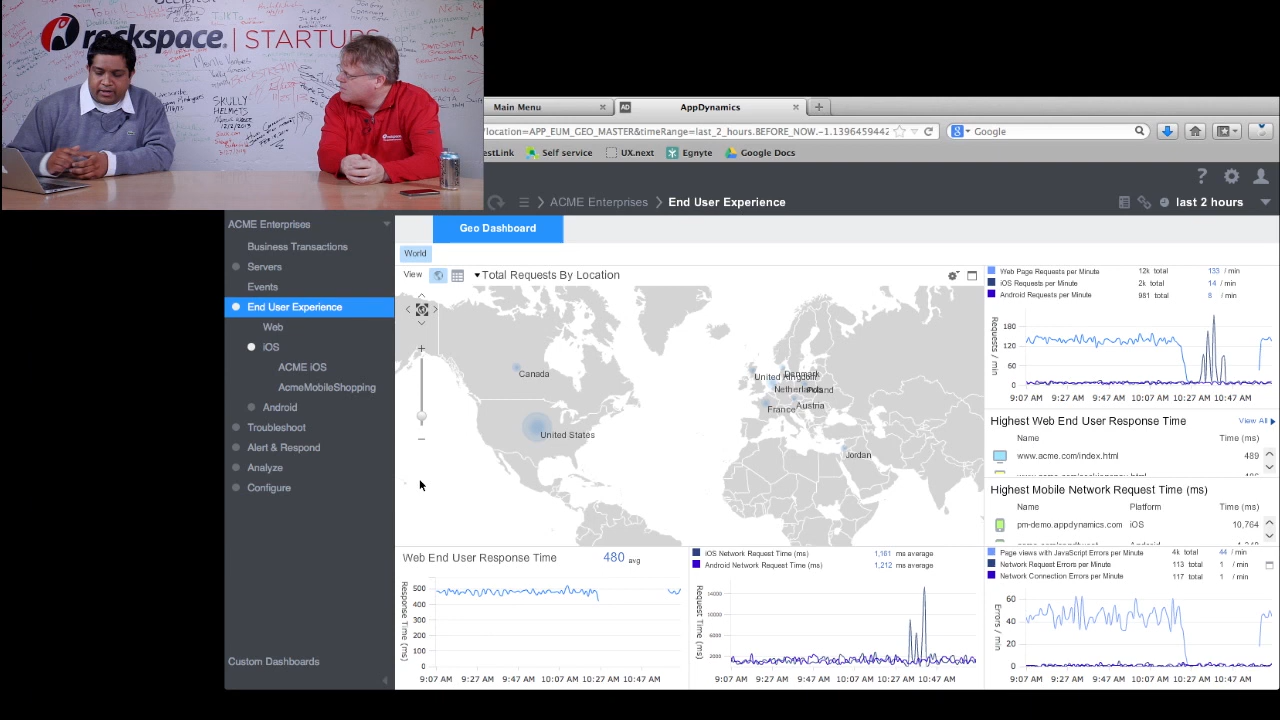 rackspace. | STARTUPS
SKULLY
HELMETS
Main Menu
AD AppDynamics
location=APP_EUM_GEO_MASTER&timeRange=last_2_hours.BEFORE_NOW.-1.1396459442
Google
estLink Self service UX.next Egnyte Google Docs
ACME Enterprises End User Experience last 2 hours
ACME Enterprises
Business Transactions
Servers
Events
End User Experience
Web
iOS
ACME iOS
AcmeMobileShopping
Android
Troubleshoot
Alert & Respond
Analyze
Configure
Custom Dashboards
Geo Dashboard
World
View Total Requests By Location
Canada
United States
United Kingdom
Denmark
Netherlands
Poland
France
Austria
Jordan
Web Page Requests per Minute 12k total 133 / min
iOS Requests per Minute 2k total 14 / min
Android Requests per Minute 981 total 8 / min
Requests / min
180
120
60
0
9:07 AM 9:27 AM 9:47 AM 10:07 AM 10:27 AM 10:47 AM
Highest Web End User Response Time View All
Name Time (ms)
www.acme.com/index.html 489
Highest Mobile Network Request Time (ms)
Name Platform Time (ms)
pm-demo.appdynamics.com iOS 10,764
Web End User Response Time 480 avg
Response Time (ms)
500
400
300
200
100
0
9:07 AM 9:27 AM 9:47 AM 10:07 AM 10:27 AM 10:47 AM
iOS Network Request Time (ms) 1,161 ms average
Android Network Request Time (ms) 1,212 ms average
Request Time (ms)
14000
10000
6000
2000
9:07 AM 9:27 AM 9:47 AM 10:07 AM 10:27 AM 10:47 AM
Page views with JavaScript Errors per Minute 4k total 44 / min
Network Request Errors per Minute 113 total 1 / min
Network Connection Errors per Minute 117 total 1 / min
Errors / min
60
40
20
0
9:07 AM 9:27 AM 9:47 AM 10:07 AM 10:27 AM 10:47 AM